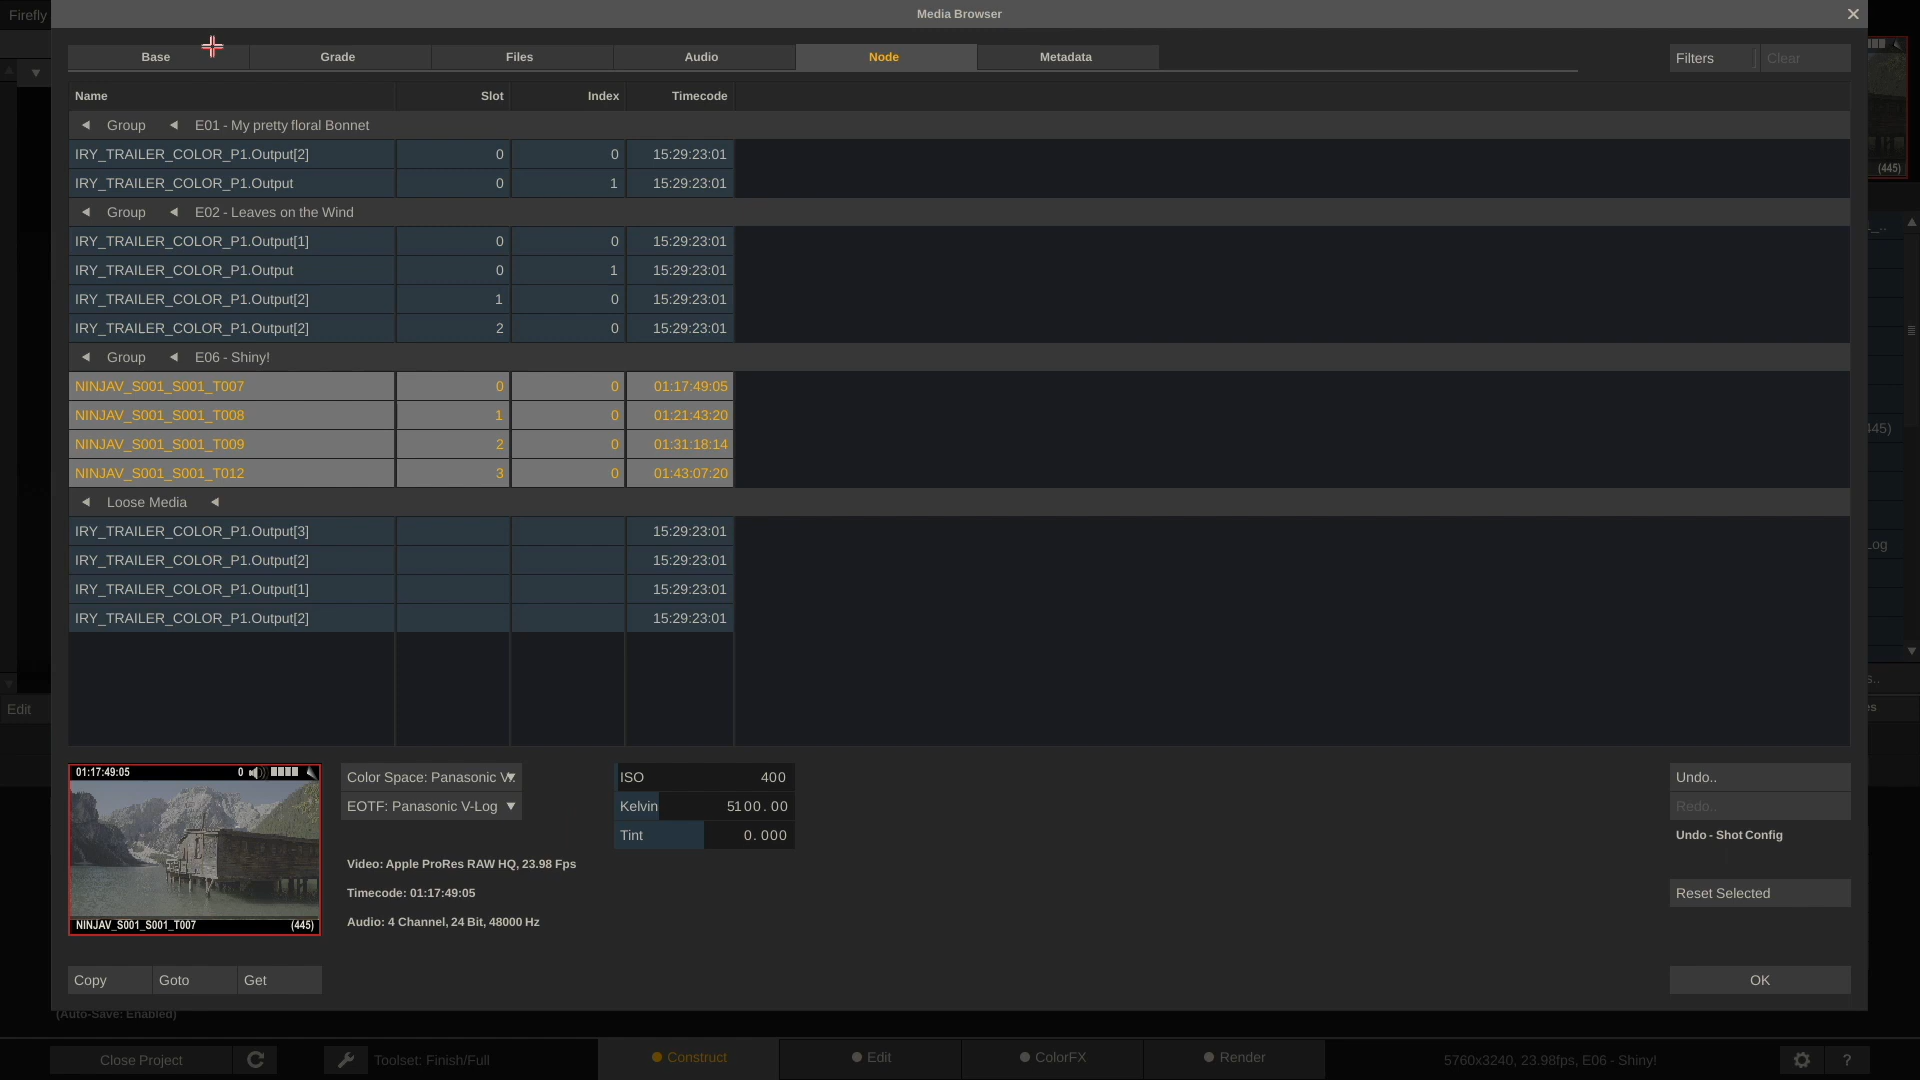 Firefly
Media Browser
Base
Grade
Files
Audio
Node
Metadata
Filters
Clear
Name Slot Index Timecode
Group E01 - My pretty floral Bonnet
IRY_TRAILER_COLOR_P1.Output[2] 0 0 15:29:23:01
IRY_TRAILER_COLOR_P1.Output 0 1 15:29:23:01
(445)
Group E02 - Leaves on the Wind
IRY_TRAILER_COLOR_P1.Output[1] 0 0 15:29:23:01
IRY_TRAILER_COLOR_P1.Output 0 1 15:29:23:01
IRY_TRAILER_COLOR_P1.Output[2] 1 0 15:29:23:01
IRY_TRAILER_COLOR_P1.Output[2] 2 0 15:29:23:01
Group E06 - Shiny!
NINJAV_S001_S001_T007 0 0 01:17:49:05
NINJAV_S001_S001_T008 1 0 01:21:43:20
NINJAV_S001_S001_T009 2 0 01:31:18:14
NINJAV_S001_S001_T012 3 0 01:43:07:20
Loose Media
IRY_TRAILER_COLOR_P1.Output[3] 15:29:23:01
IRY_TRAILER_COLOR_P1.Output[2] 15:29:23:01
IRY_TRAILER_COLOR_P1.Output[1] 15:29:23:01
IRY_TRAILER_COLOR_P1.Output[2] 15:29:23:01
Edit
01:17:49:05 0
NINJAV_S001_S001_T007 (445)
Color Space: Panasonic V
EOTF: Panasonic V-Log
Video: Apple ProRes RAW HQ, 23.98 Fps
Timecode: 01:17:49:05
Audio: 4 Channel, 24 Bit, 48000 Hz
ISO 400
Kelvin 5100.00
Tint 0.000
Undo..
Redo..
Undo - Shot Config
Reset Selected
Copy
Goto
Get
OK
(Auto-Save: Enabled)
Close Project
Toolset: Finish/Full
Construct
Edit
ColorFX
Render
5760x3240, 23.98fps, E06 - Shiny!
?